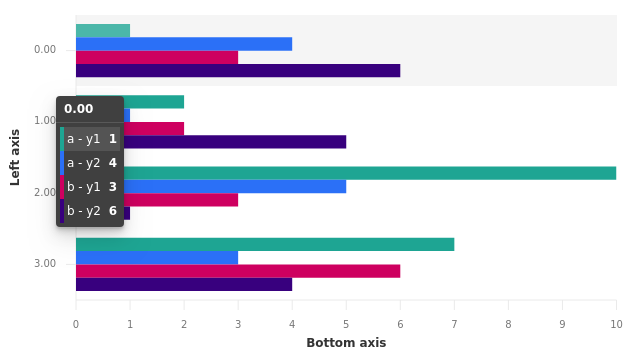 0.00
1.00
2.00
3.00
Left axis
0.00
a - y1 1
a - y2 4
b - y1 3
b - y2 6
0 1 2 3 4 5 6 7 8 9 10
Bottom axis